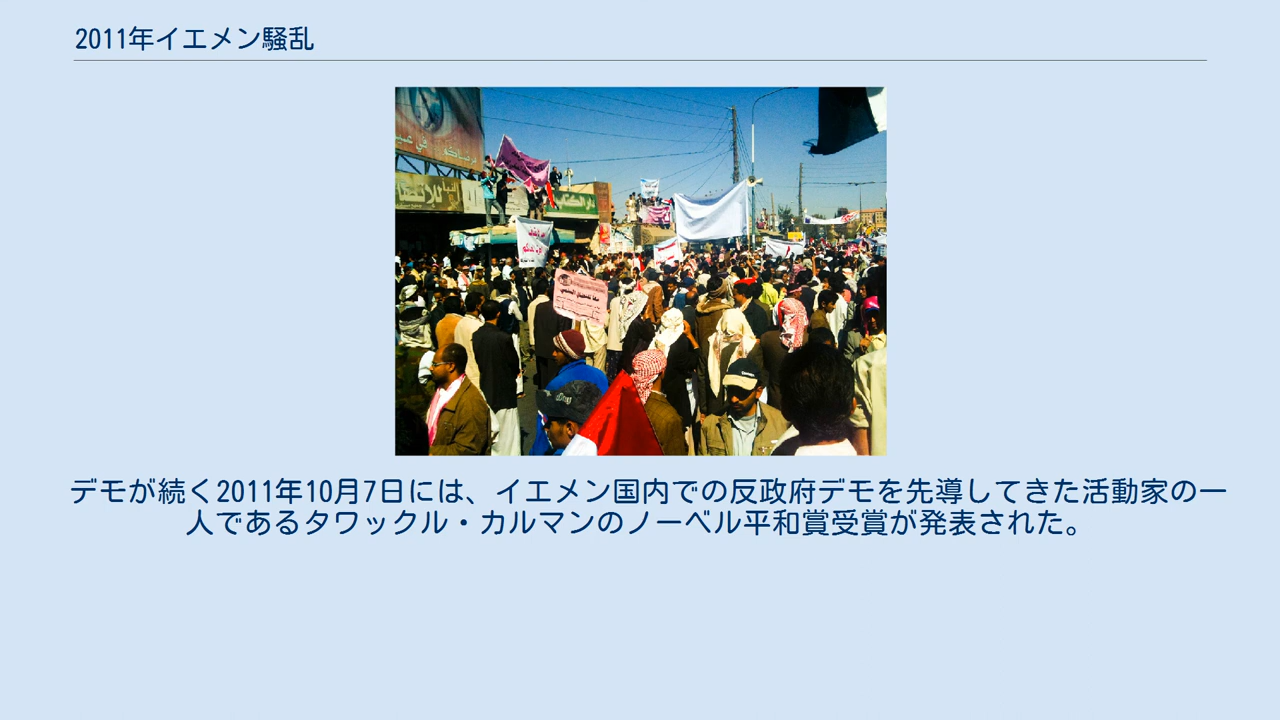 2011年イエメン騒乱
دار الكتاب
デモが続く2011年10月7日には、イエメン国内での反政府デモを先導してきた活動家の一
人であるタワックル・カルマンのノーベル平和賞受賞が発表された。